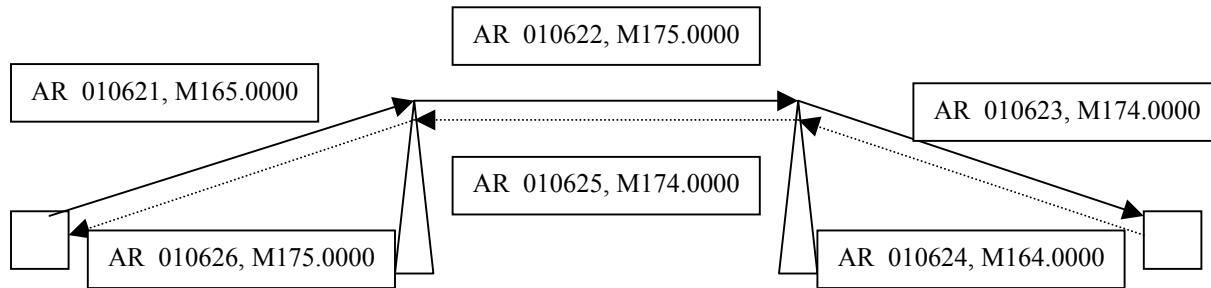 AR 010622, M175.0000
AR 010621, M165.0000
AR 010623, M174.0000
AR 010625, M174.0000
AR 010626, M175.0000
AR 010624, M164.0000